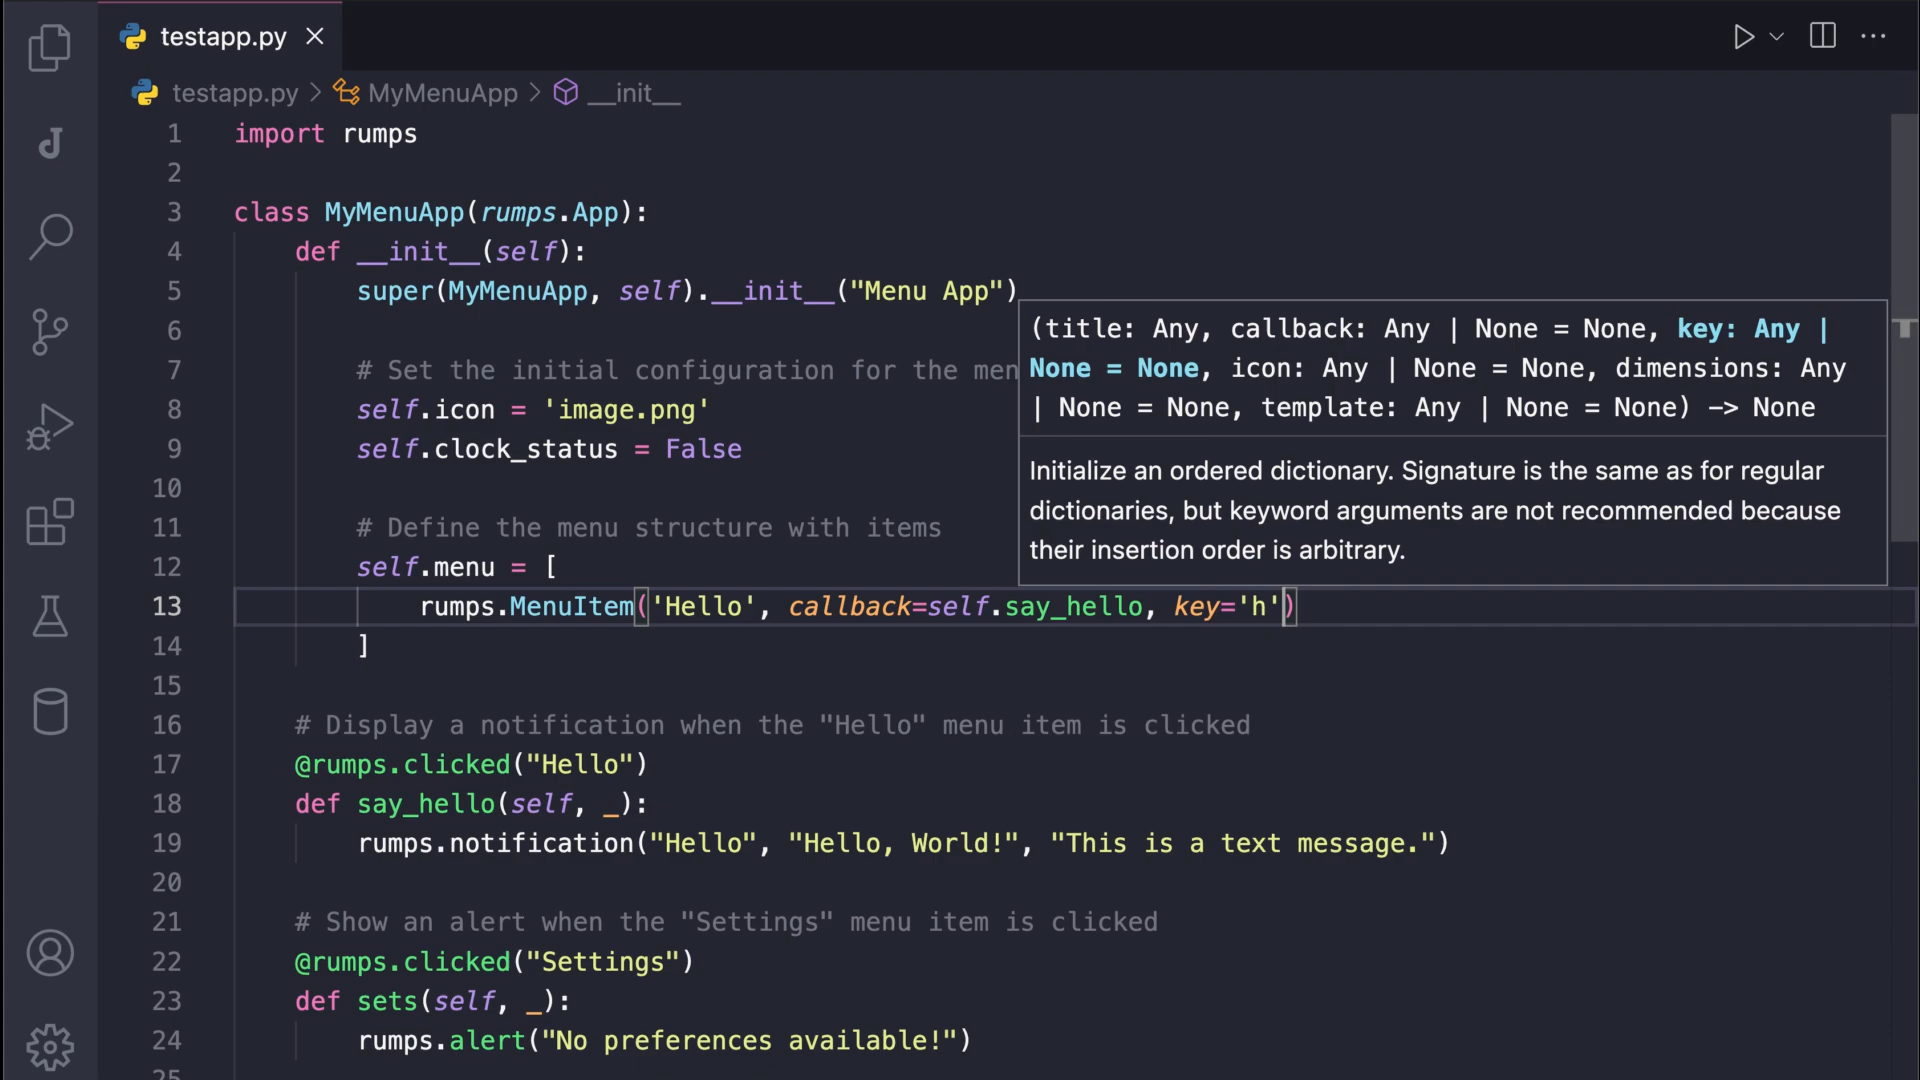 testapp.py
testapp.py > MyMenuApp > __init__
1 import rumps
2
3 class MyMenuApp(rumps.App):
4     def __init__(self):
5         super(MyMenuApp, self).__init__("Menu App")
6
7         # Set the initial configuration for the men
8         self.icon = 'image.png'
9         self.clock_status = False
10
11         # Define the menu structure with items
12         self.menu = [
13             rumps.MenuItem('Hello', callback=self.say_hello, key='h')
14         ]
15
16     # Display a notification when the "Hello" menu item is clicked
17     @rumps.clicked("Hello")
18     def say_hello(self, _):
19         rumps.notification("Hello", "Hello, World!", "This is a text message.")
20
21     # Show an alert when the "Settings" menu item is clicked
22     @rumps.clicked("Settings")
23     def sets(self, _):
24         rumps.alert("No preferences available!")
25
(title: Any, callback: Any | None = None, key: Any |
None = None, icon: Any | None = None, dimensions: Any
| None = None, template: Any | None = None) -> None
Initialize an ordered dictionary. Signature is the same as for regular
dictionaries, but keyword arguments are not recommended because
their insertion order is arbitrary.